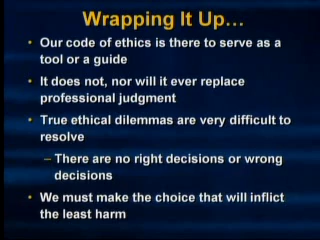 Wrapping It Up…
• Our code of ethics is there to serve as a
tool or a guide
• It does not, nor will it ever replace
professional judgment
• True ethical dilemmas are very difficult to
resolve
– There are no right decisions or wrong
decisions
• We must make the choice that will inflict
the least harm